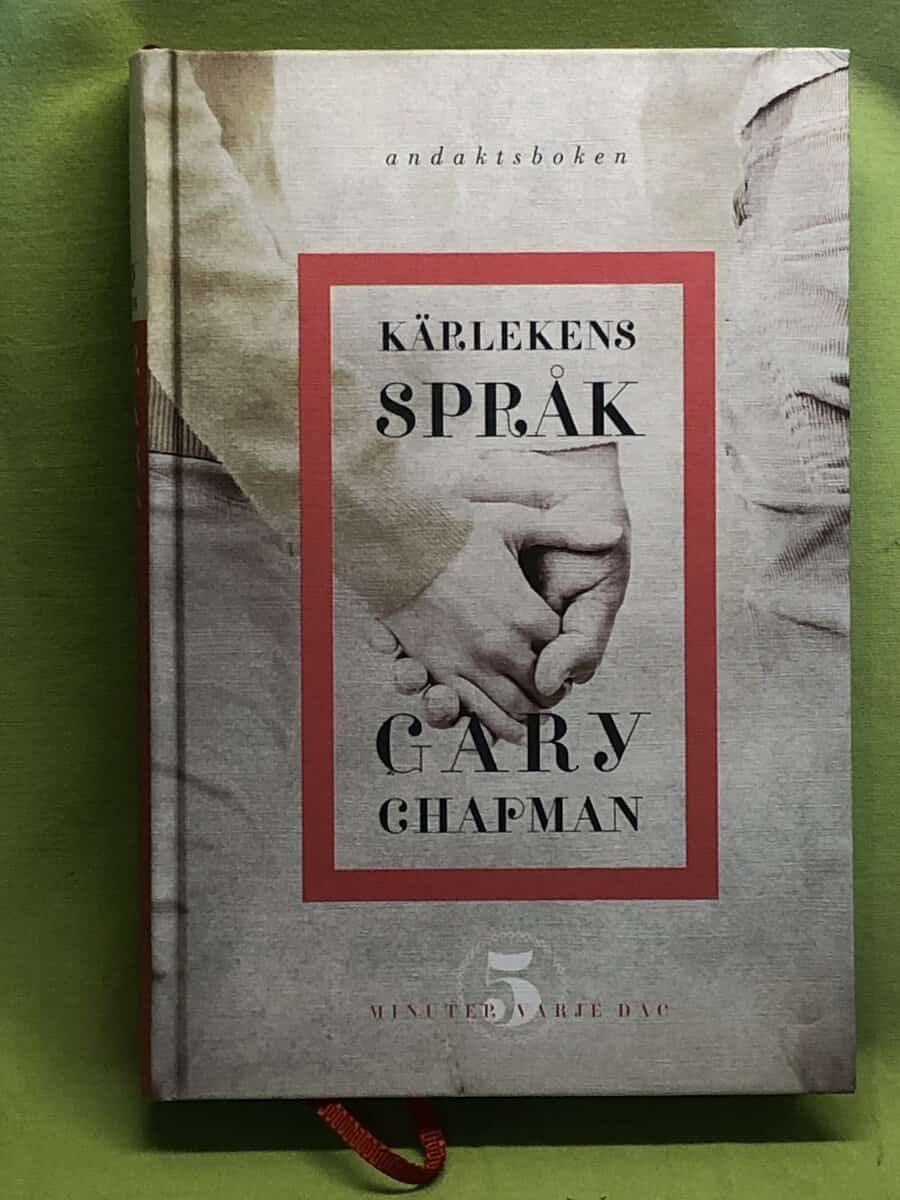 andaktsboken
KÄRLEKENS
SPRÅK
GARY
CHAPMAN
5
MINUTER VARJE DAG